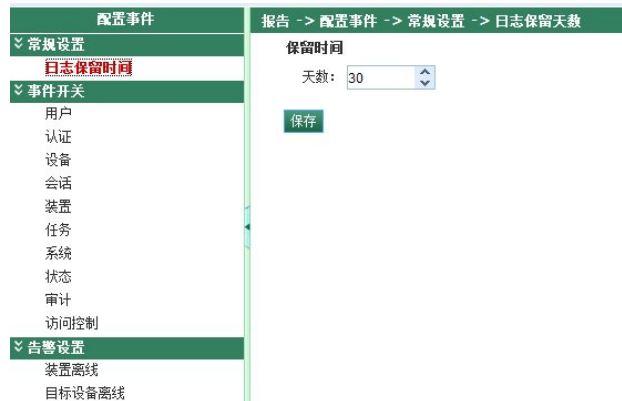 配置事件
常规设置
日志保留时间
事件开关
用户
认证
设备
会话
装置
任务
系统
状态
审计
访问控制
告警设置
装置离线
目标设备离线
报告 -> 配置事件 -> 常规设置 -> 日志保留天数
保留时间
天数： 30
保存